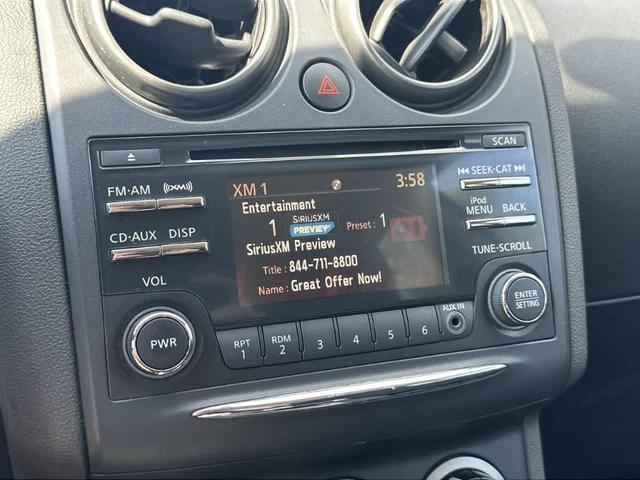 SCAN
FM·AM
(XM)
CD·AUX DISP
VOL
PWR
XM 1 3:58
Entertainment
1 SIRIUSXM PREVIEW Preset : 1
SiriusXM Preview
Title : 844-711-8800
Name : Great Offer Now!
SEEK·CAT
iPod
MENU BACK
TUNE·SCROLL
ENTER
SETTING
AUX IN
RPT RDM
1 2 3 4 5 6